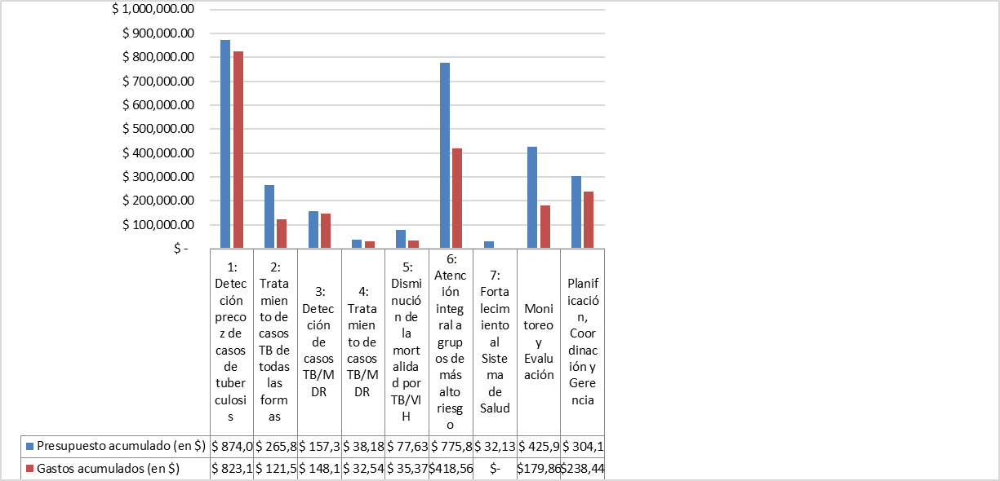 $ 1,000,000.00
$ 900,000.00
$ 800,000.00
$ 700,000.00
$ 600,000.00
$ 500,000.00
$ 400,000.00
$ 300,000.00
$ 200,000.00
$ 100,000.00
$ -
1:
Detec
ción
preco
z de
casos
de
tuber
culosi
s
2:
Trata
mien
to de
casos
TB de
todas
las
form
as
3:
Detec
ción
de
casos
TB/M
DR
4:
Trata
mien
to de
casos
TB/M
DR
5:
Dismi
nució
n de
la
mort
alida
d por
TB/VI
H
6:
Atenc
ión
integ
ral a
grup
os de
más
alto
riesg
o
7:
Forta
lecim
iento
al
Siste
ma
de
Salud
Moni
toreo
y
Evalu
ación
Planif
icació
n,
Coor
dinac
ión y
Gere
ncia
Presupuesto acumulado (en $) $ 874,0 $ 265,8 $ 157,3 $ 38,18 $ 77,63 $ 775,8 $ 32,13 $ 425,9 $ 304,1
Gastos acumulados (en $) $ 823,1 $ 121,5 $ 148,1 $ 32,54 $ 35,37 $418,56 $- $179,86 $238,44